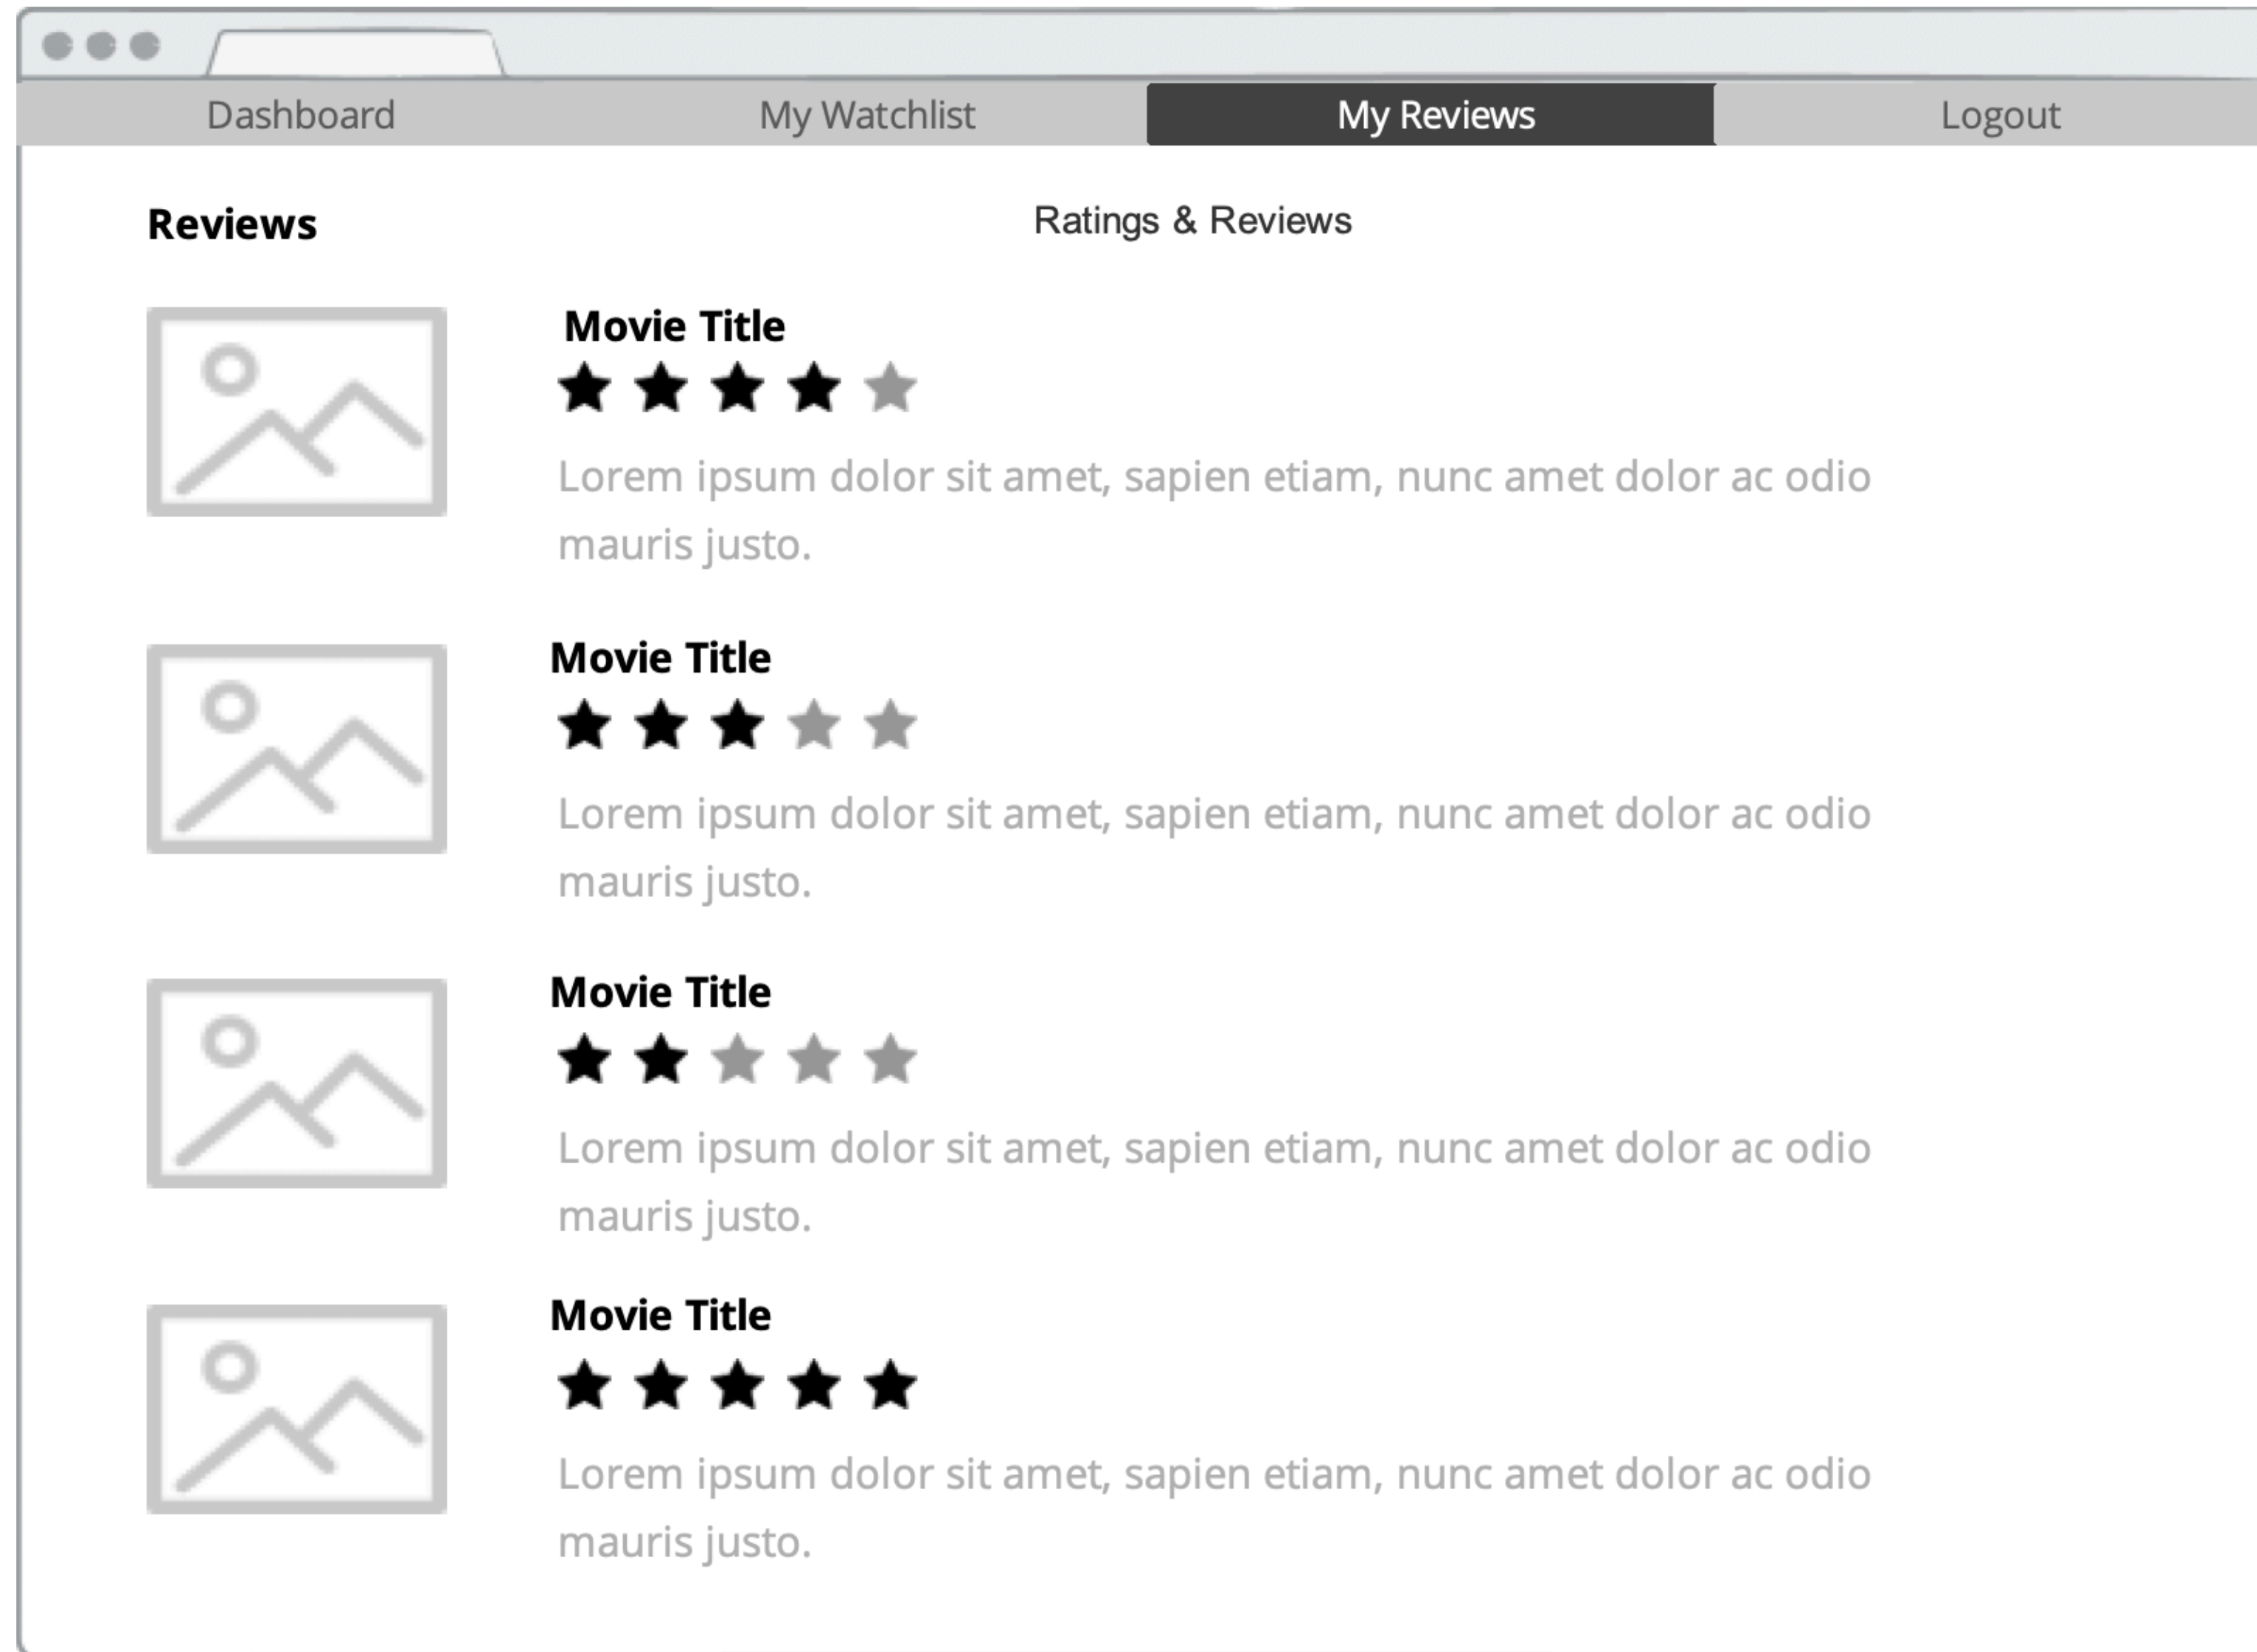 Dashboard
My Watchlist
My Reviews
Logout
Reviews
Ratings & Reviews
Movie Title
Lorem ipsum dolor sit amet, sapien etiam, nunc amet dolor ac odio
mauris justo.
Movie Title
Lorem ipsum dolor sit amet, sapien etiam, nunc amet dolor ac odio
mauris justo.
Movie Title
Lorem ipsum dolor sit amet, sapien etiam, nunc amet dolor ac odio
mauris justo.
Movie Title
Lorem ipsum dolor sit amet, sapien etiam, nunc amet dolor ac odio
mauris justo.